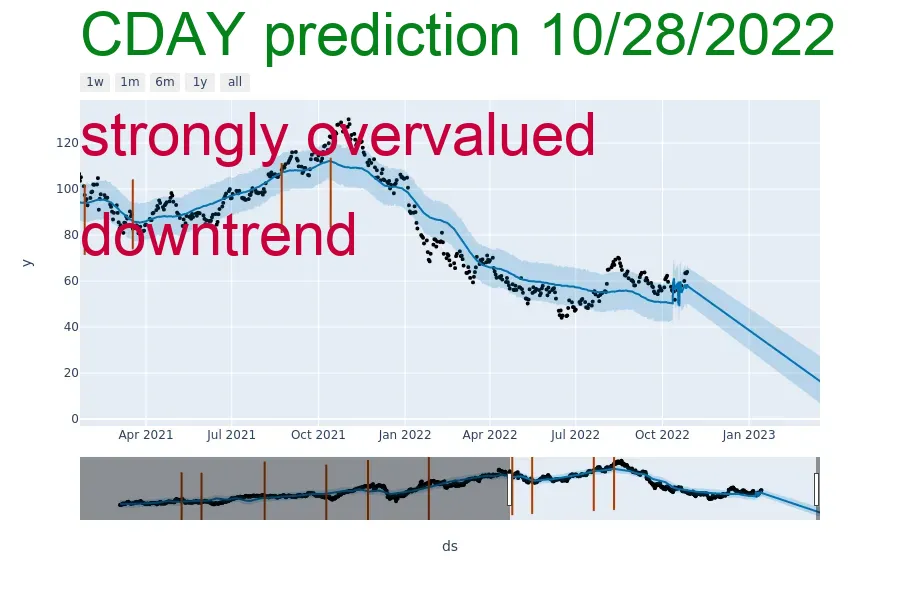 CDAY prediction 10/28/2022
1w 1m 6m 1y all
strongly overvalued
downtrend
120
100
80
60
40
20
0
y
Apr 2021 Jul 2021 Oct 2021 Jan 2022 Apr 2022 Jul 2022 Oct 2022 Jan 2023
ds